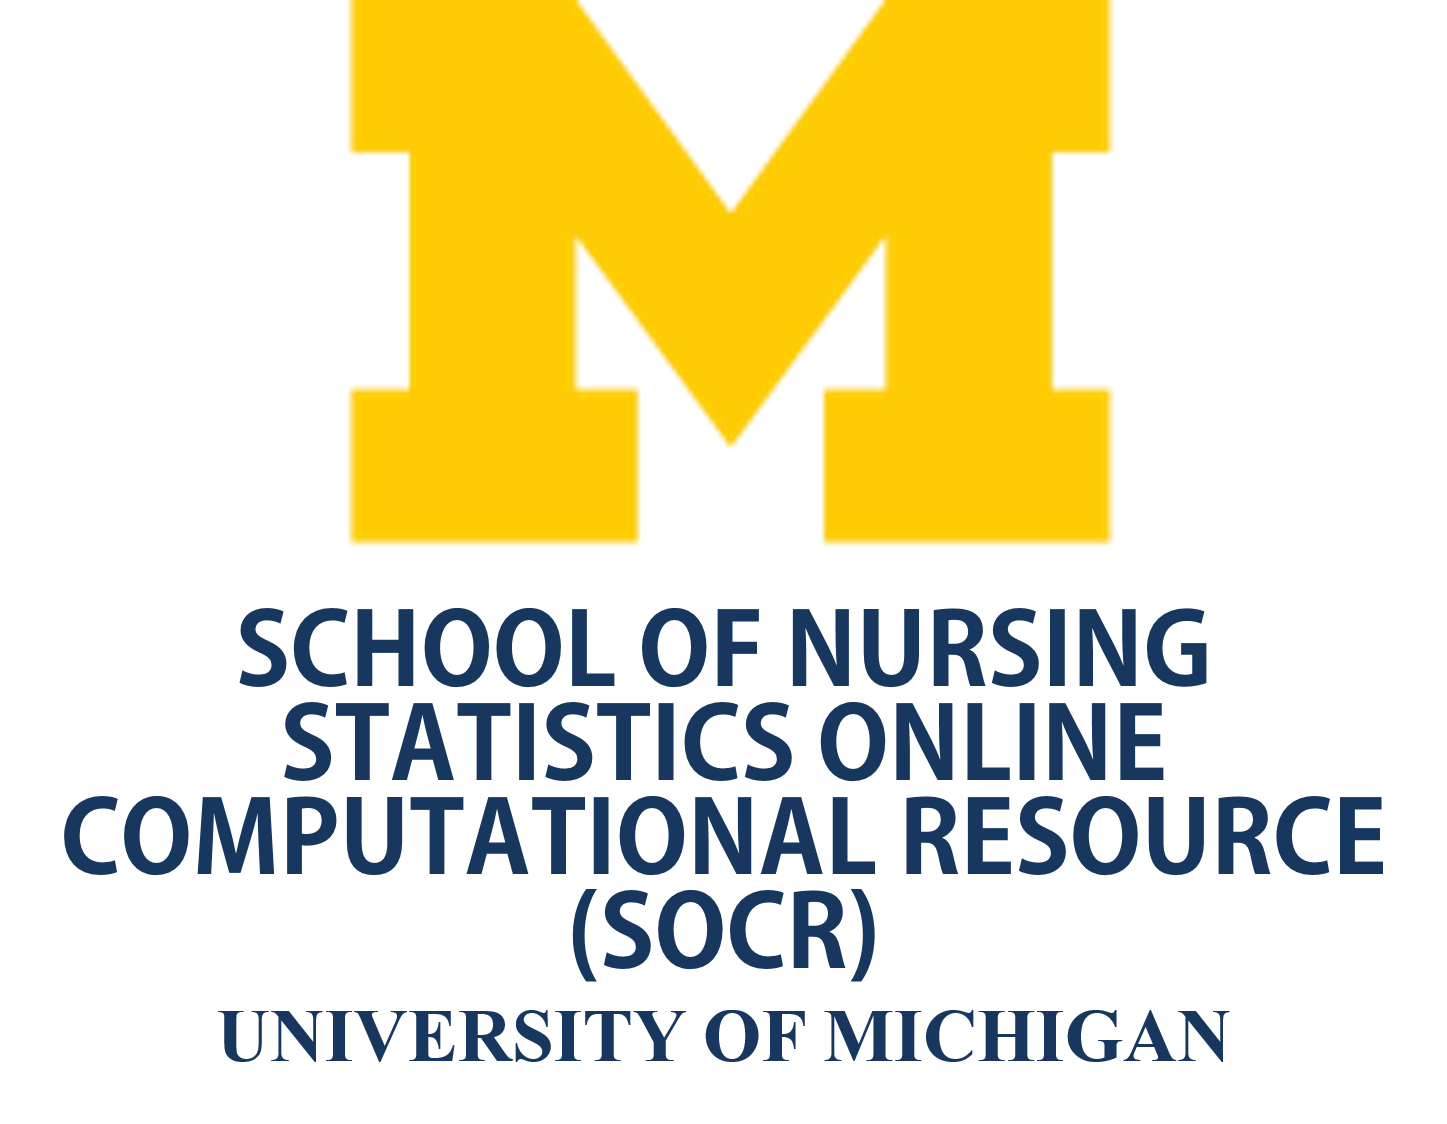 M
SCHOOL OF NURSING
STATISTICS ONLINE
COMPUTATIONAL RESOURCE
(SOCR)
UNIVERSITY OF MICHIGAN